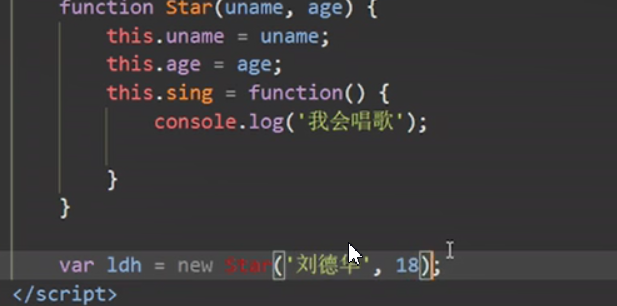 function Star(uname, age) {
this.uname = uname;
this.age = age;
this.sing = function() {
console.log('我会唱歌');
}
}
var ldh = new Star('刘德华', 18);
</script>